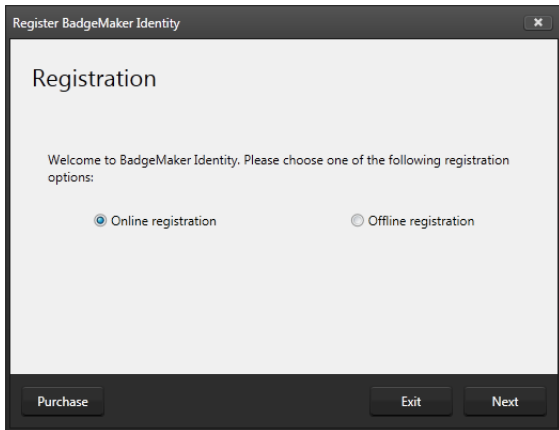 Register BadgeMaker Identity
Registration
Welcome to BadgeMaker Identity. Please choose one of the following registration
options:
Online registration Offline registration
Purchase Exit Next